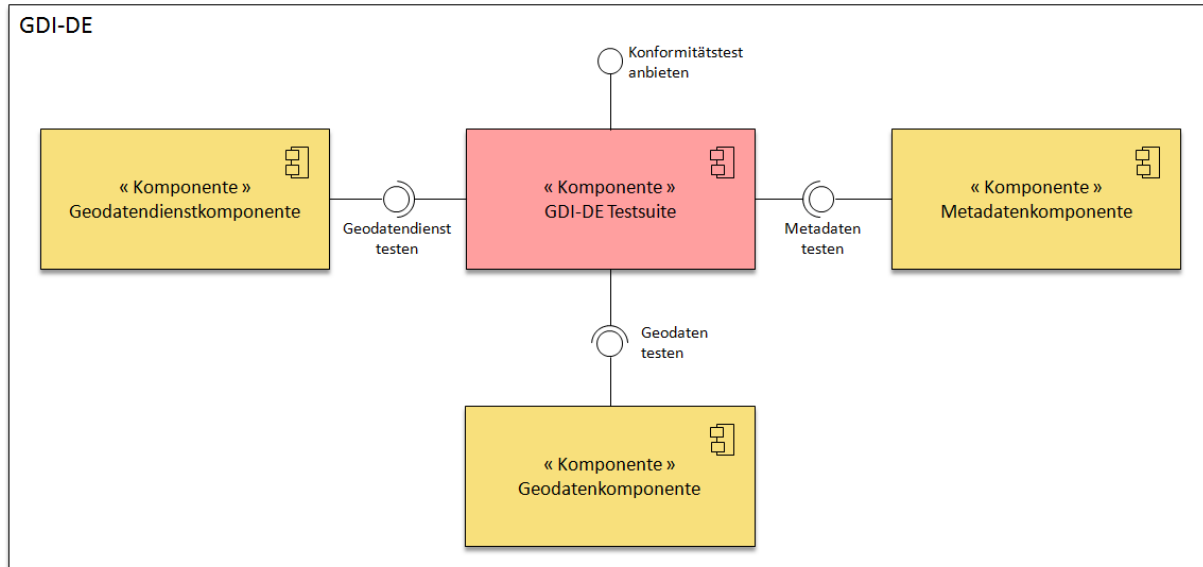 GDI-DE
Konformitätstest
anbieten
« Komponente »
Geodatendienstkomponente
Geodatendienst
testen
« Komponente »
GDI-DE Testsuite
Metadaten
testen
« Komponente »
Metadatenkomponente
Geodaten
testen
« Komponente »
Geodatenkomponente